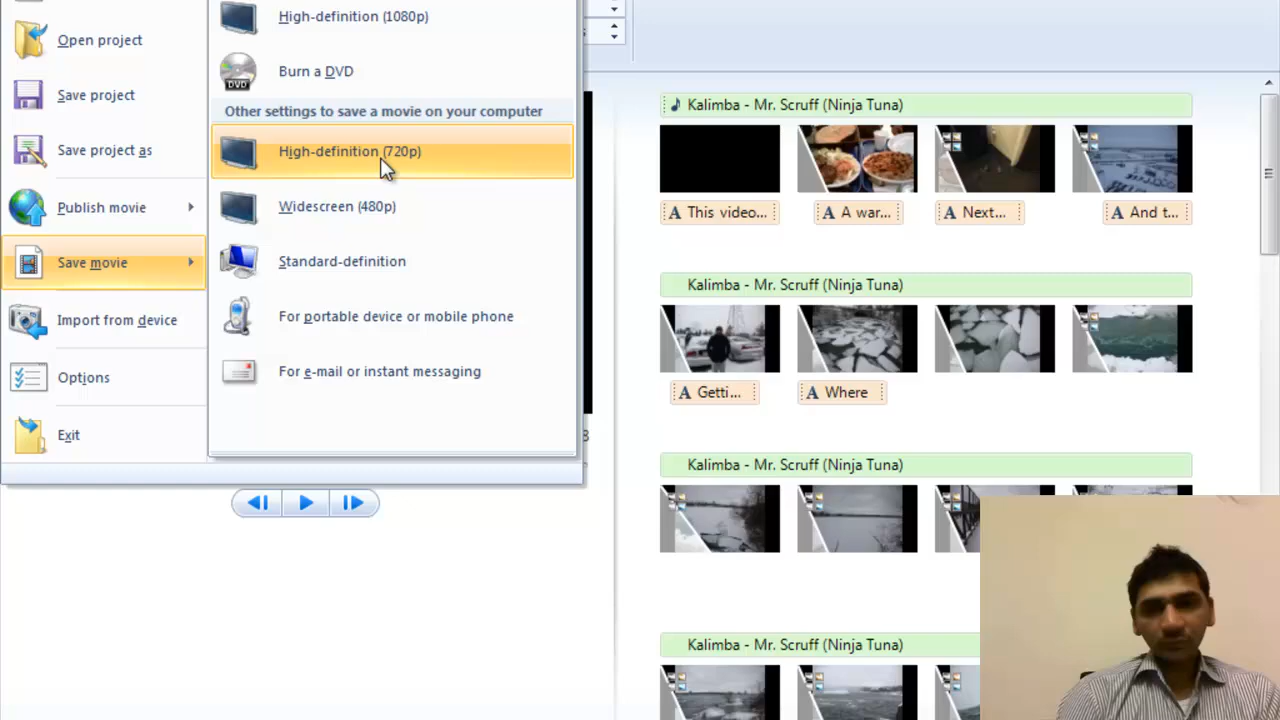 Open project
Save project
Save project as
Publish movie
Save movie
Import from device
Options
Exit
High-definition (1080p)
Burn a DVD
DVD
Other settings to save a movie on your computer
High-definition (720p)
Widescreen (480p)
Standard-definition
For portable device or mobile phone
For e-mail or instant messaging
Kalimba - Mr. Scruff (Ninja Tuna)
A This video...
A A war...
A Next...
A And t...
Kalimba - Mr. Scruff (Ninja Tuna)
A Getti...
A Where
Kalimba - Mr. Scruff (Ninja Tuna)
Kalimba - Mr. Scruff (Ninja Tuna)